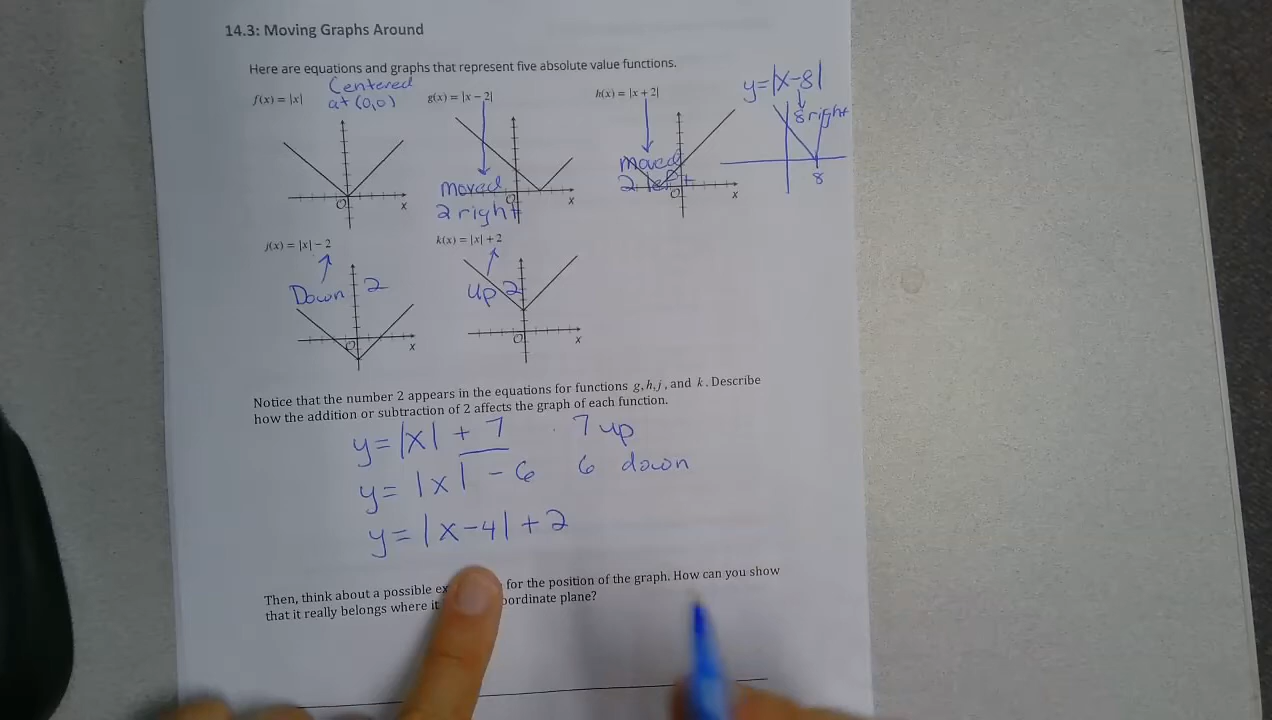 14.3: Moving Graphs Around
Here are equations and graphs that represent five absolute value functions.
f(x) = |x|
Centered
at (0,0)
g(x) = |x − 2|
h(x) = |x + 2|
y=|x-8|
8 right
8
moved
2 right
moved
2 left
O
x
O
x
O
x
j(x) = |x| − 2
k(x) = |x| + 2
Down 2
up 2
O
x
O
x
Notice that the number 2 appears in the equations for functions g, h, j, and k. Describe
how the addition or subtraction of 2 affects the graph of each function.
y=|x| + 7 7 up
y= |x| - 6 6 down
y= |x-4| +2
Then, think about a possible for the position of the graph. How can you show
that it really belongs where it plane?